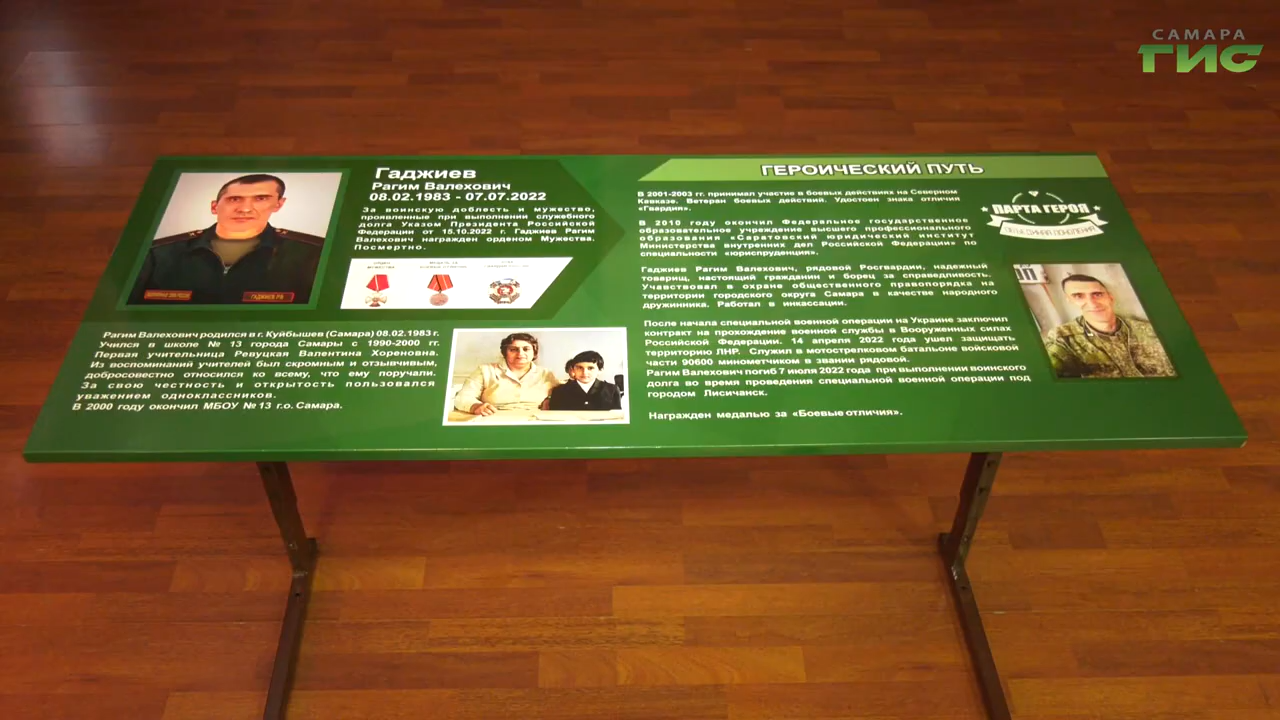 САМАРА
ГИС
Гаджиев
Рагим Валехович
08.02.1983 - 07.07.2022
За воинскую доблесть и мужество,
проявленные при выполнении служебного
долга Указом Президента Российской
Федерации от 15.10.2022 г. Гаджиев Рагим
Валехович награжден орденом Мужества.
Посмертно.
ГАДЖИЕВ Р.В
Рагим Валехович родился в г. Куйбышев (Самара) 08.02.1983 г.
Учился в школе № 13 города Самары с 1990-2000 гг.
Первая учительница Ревуцкая Валентина Хореновна.
Из воспоминаний учителей был скромным и отзывчивым,
добросовестно относился ко всему, что ему поручали.
За свою честность и открытость пользовался
уважением одноклассников.
В 2000 году окончил МБОУ №13 г.о. Самара.
ГЕРОИЧЕСКИЙ ПУТЬ
В 2001-2003 гг. принимал участие в боевых действиях на Северном
Кавказе. Ветеран боевых действий. Удостоен знака отличия
«Гвардия».
В 2010 году окончил Федеральное государственное
образовательное учреждение высшего профессионального
образования «Саратовский юридический институт
Министерства внутренних дел Российской Федерации» по
специальности «юриспруденция».
Гаджиев Рагим Валехович, рядовой Росгвардии, надежный
товарищ, настоящий гражданин и борец за справедливость.
Учавствовал в охране общественного правопорядка на
территории городского округа Самара в качестве народного
дружинника. Работал в инкассации.
После начала специальной военной операции на Украине заключил
контракт на прохождение военной службы в Вооруженных силах
Российской Федерации. 14 апреля 2022 года ушел защищать
территорию ЛНР. Служил в мотострелковом батальоне войсковой
части 90600 минометчиком в звании рядовой.
Рагим Валехович погиб 7 июля 2022 года при выполнении воинского
долга во время проведения специальной военной операции под
городом Лисичанск.
Награжден медалью за «Боевые отличия».
ПАРТА ГЕРОЯ